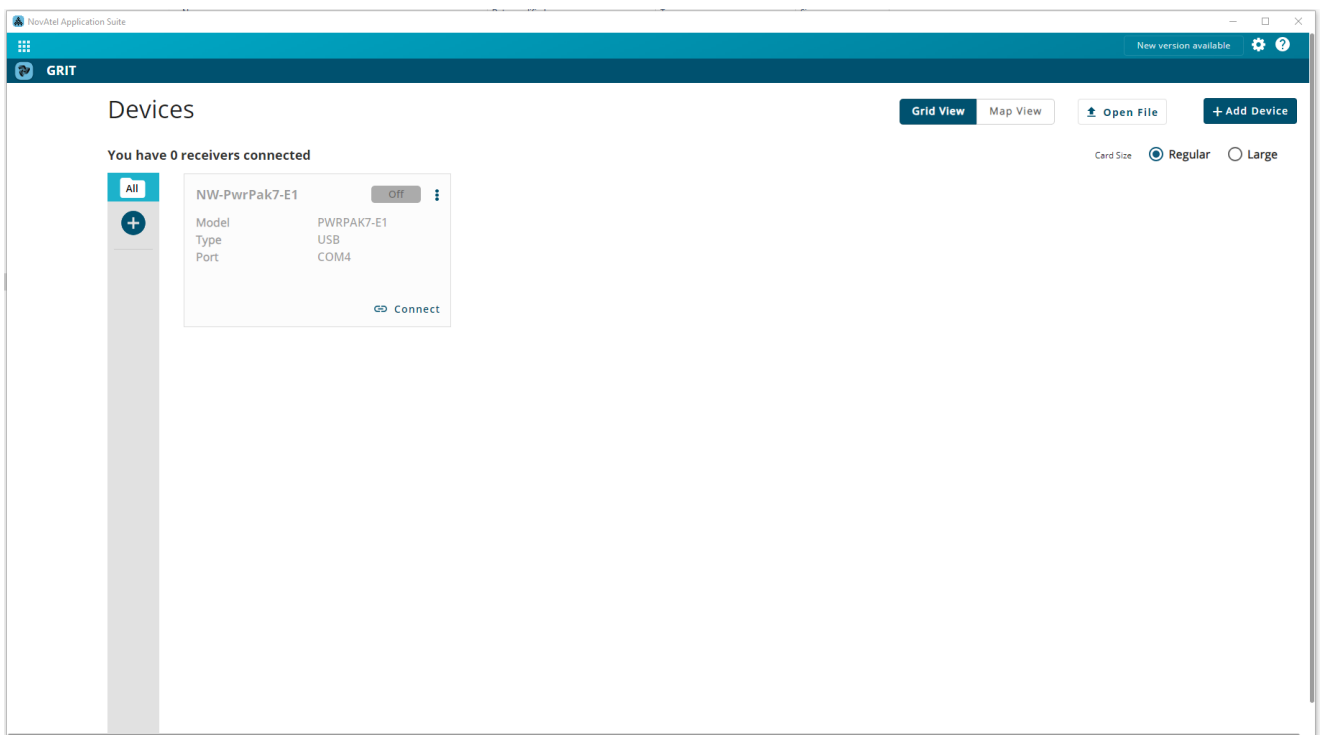 NovAtel Application Suite
New version available
GRIT
Devices
Grid View
Map View
Open File
+ Add Device
You have 0 receivers connected
Card Size
Regular
Large
All
NW-PwrPak7-E1
Off
Model PWRPAK7-E1
Type USB
Port COM4
Connect